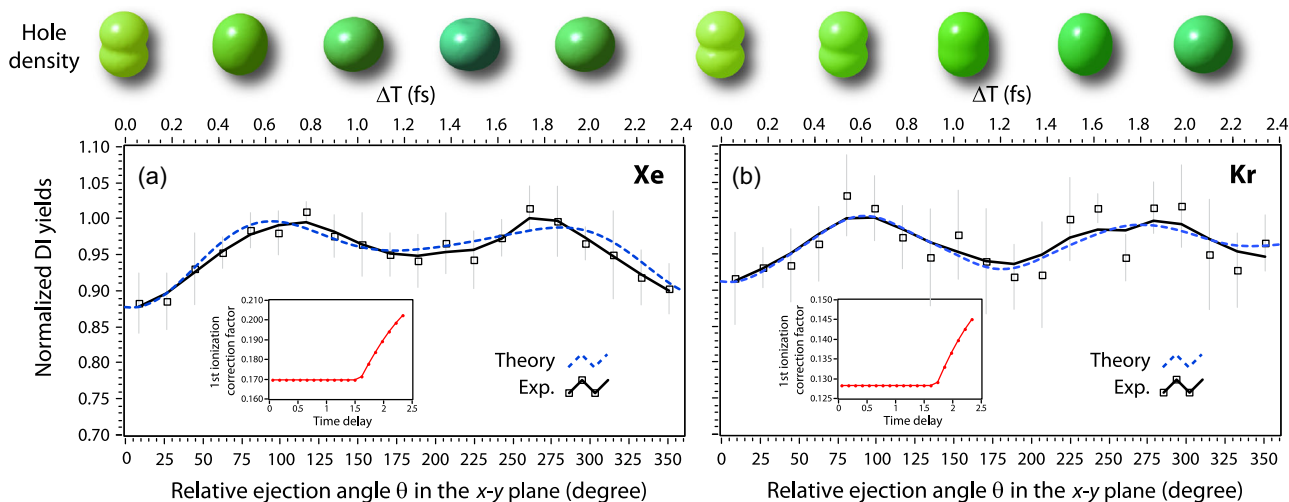 Hole
density
ΔT (fs)
0.0 0.2 0.4 0.6 0.8 1.0 1.2 1.4 1.6 1.8 2.0 2.2 2.4
ΔT (fs)
0.0 0.2 0.4 0.6 0.8 1.0 1.2 1.4 1.6 1.8 2.0 2.2 2.4
Normalized DI yields
1.10
1.05
1.00
0.95
0.90
0.85
0.80
0.75
0.70
(a)
Xe
1st ionization
correction factor
0.210
0.200
0.190
0.180
0.170
0.160
0 0.5 1 1.5 2 2.5
Time delay
Theory
Exp.
0 25 50 75 100 125 150 175 200 225 250 275 300 325 350
Relative ejection angle θ in the x-y plane (degree)
(b)
Kr
1st ionization
correction factor
0.150
0.145
0.140
0.135
0.130
0.125
0 0.5 1 1.5 2 2.5
Time delay
Theory
Exp.
0 25 50 75 100 125 150 175 200 225 250 275 300 325 350
Relative ejection angle θ in the x-y plane (degree)